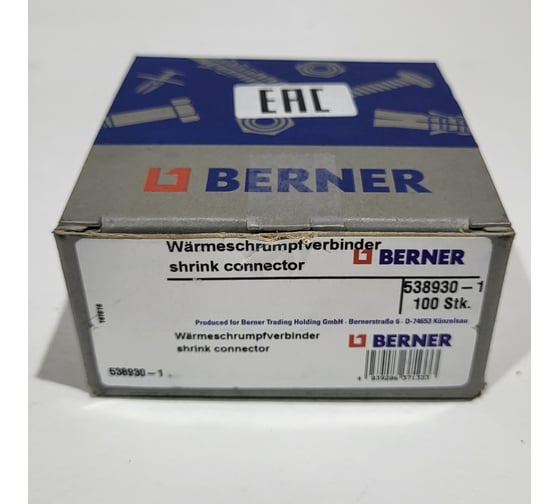 EAC
BERNER
Wärmeschrumpfverbinder
shrink connector
BERNER
538930-1
100 Stk.
Produced for Berner Trading Holding GmbH · Bernerstraße 6 · D-74653 Künzelsau
Wärmeschrumpfverbinder
shrink connector
BERNER
538930-1